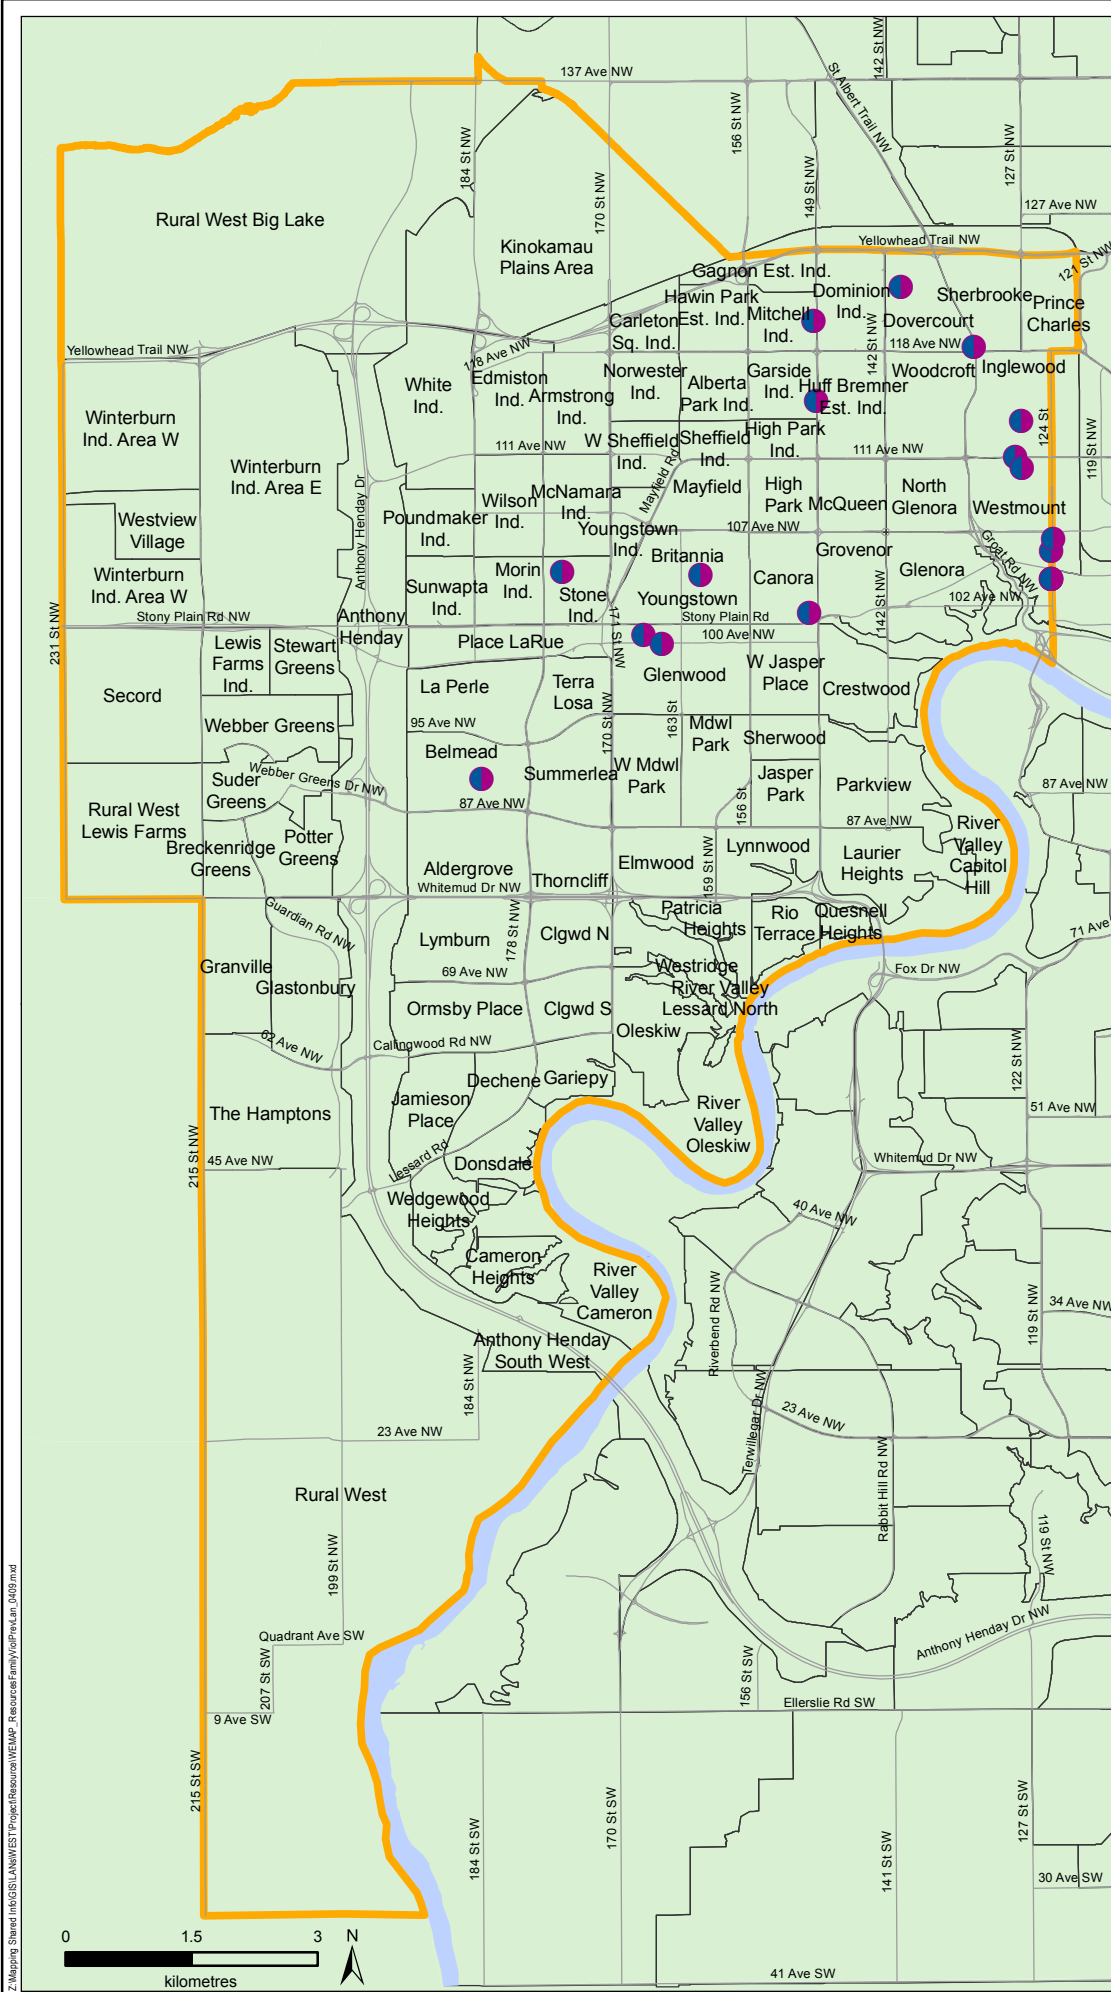 137 Ave NW
142 St NW
St Albert Trail NW
156 St NW
184 St NW
127 St NW
149 St NW
170 St NW
127 Ave NW
Rural West Big Lake
Kinokamau
Plains Area
Yellowhead Trail NW
121 St NW
Gagnon Est. Ind.
Hawin Park
Est. Ind.
Mitchell
Ind.
Dominion
Ind.
Sherbrooke
Prince
Charles
Carleton
Sq. Ind.
Dovercourt
118 Ave NW
142 St NW
Yellowhead Trail NW
118 Ave NW
White
Ind.
Edmiston
Ind.
Armstrong
Ind.
Norwester
Ind.
Alberta
Park Ind.
Garside
Ind.
Huff Bremner
Est. Ind.
Woodcroft
Inglewood
Winterburn
Ind. Area W
124 St
119 St NW
111 Ave NW
W Sheffield
Ind.
Sheffield
Ind.
High Park
Ind.
111 Ave NW
Winterburn
Ind. Area E
Anthony Henday Dr
Mayfield Rd
Wilson
Ind.
McNamara
Ind.
Mayfield
High
Park
McQueen
North
Glenora
Westmount
Westview
Village
Poundmaker
Ind.
Youngstown
Ind.
107 Ave NW
Groat Rd NW
Winterburn
Ind. Area W
Sunwapta
Ind.
Morin
Ind.
Stone
Ind.
Britannia
Youngstown
Canora
Grovenor
Glenora
102 Ave NW
Stony Plain Rd NW
Anthony
Henday
Stony Plain Rd
100 Ave NW
142 St NW
231 St NW
Lewis
Farms
Ind.
Stewart
Greens
Place LaRue
171 St NW
Glenwood
W Jasper
Place
Secord
La Perle
Terra
Losa
Crestwood
Webber Greens
95 Ave NW
170 St NW
163 St
Mdwl
Park
Sherwood
Belmead
Suder
Greens
Webber Greens Dr NW
Summerlea
W Mdwl
Park
Jasper
Park
Parkview
87 Ave NW
87 Ave NW
156 St
87 Ave NW
Rural West
Lewis Farms
Breckenridge
Greens
Potter
Greens
River
Valley
Capitol
Hill
Aldergrove
Whitemud Dr NW
Thorncliff
Elmwood
159 St NW
Lynnwood
Laurier
Heights
Guardian Rd NW
Patricia
Heights
Rio
Terrace
Quesnell
Heights
Lymburn
178 St NW
Clgwd N
71 Ave
Granville
Glastonbury
69 Ave NW
Westridge
River Valley
Lessard North
Fox Dr NW
Ormsby Place
Clgwd S
Oleskiw
62 Ave NW
Callingwood Rd NW
122 St NW
Dechene
Gariepy
The Hamptons
Jamieson
Place
River
Valley
Oleskiw
51 Ave NW
215 St NW
45 Ave NW
Lessard Rd
Donsdale
Whitemud Dr NW
Wedgewood
Heights
40 Ave NW
Cameron
Heights
River
Valley
Cameron
Riverbend Rd NW
119 St NW
34 Ave NW
Anthony Henday
South West
184 St NW
Terwillegar Dr NW
23 Ave NW
23 Ave NW
Rabbit Hill Rd NW
Rural West
199 St NW
119 St NW
Quadrant Ave SW
207 St SW
Anthony Henday Dr NW
156 St SW
Ellerslie Rd SW
9 Ave SW
215 St SW
184 St SW
170 St SW
141 St SW
127 St SW
30 Ave SW
0 1.5 3
kilometres
N
41 Ave SW